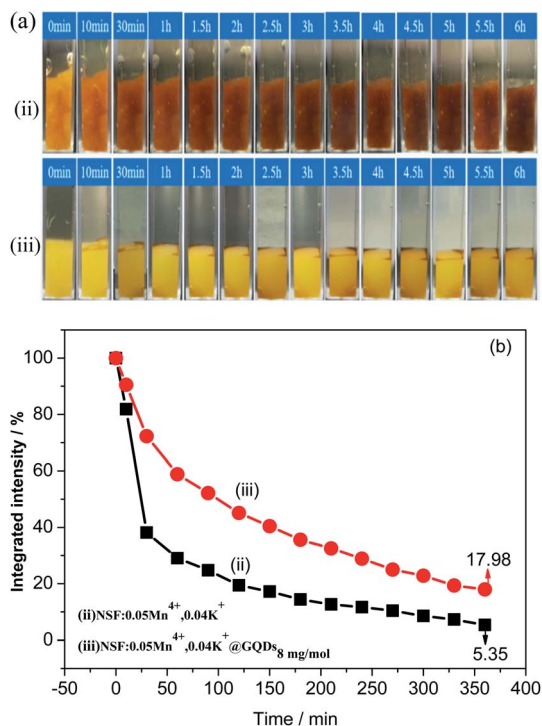 (a)
0min 10min 30min 1h 1.5h 2h 2.5h 3h 3.5h 4h 4.5h 5h 5.5h 6h
(ii)
0min 10min 30min 1h 1.5h 2h 2.5h 3h 3.5h 4h 4.5h 5h 5.5h 6h
(iii)
(b)
Integrated intensity / %
100
80
60
40
20
0
(iii)
(ii)
17.98
5.35
(ii)NSF:0.05Mn⁴⁺,0.04K⁺
(iii)NSF:0.05Mn⁴⁺,0.04K⁺@GQDs₈ mg/mol
-50 0 50 100 150 200 250 300 350 400
Time / min